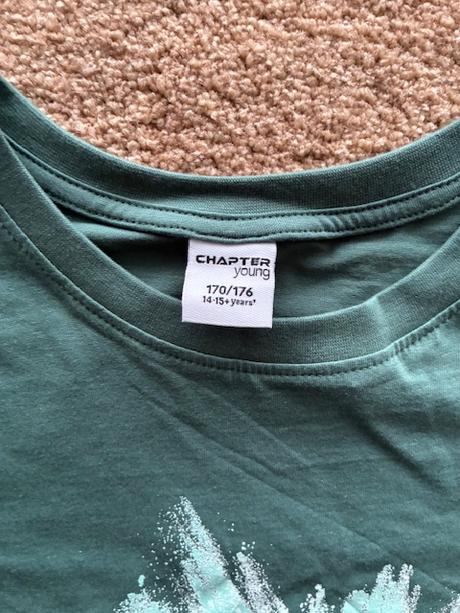 CHAPTER
young
170/176
14-15+years'